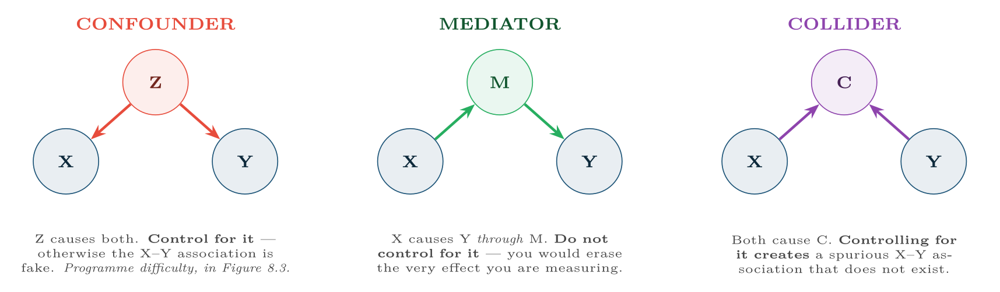 CONFOUNDER
Z
X
Y
Z causes both. Control for it —
otherwise the X–Y association is
fake. Programme difficulty, in Figure 8.3.
MEDIATOR
M
X
Y
X causes Y through M. Do not
control for it — you would erase
the very effect you are measuring.
COLLIDER
C
X
Y
Both cause C. Controlling for
it creates a spurious X–Y as-
sociation that does not exist.